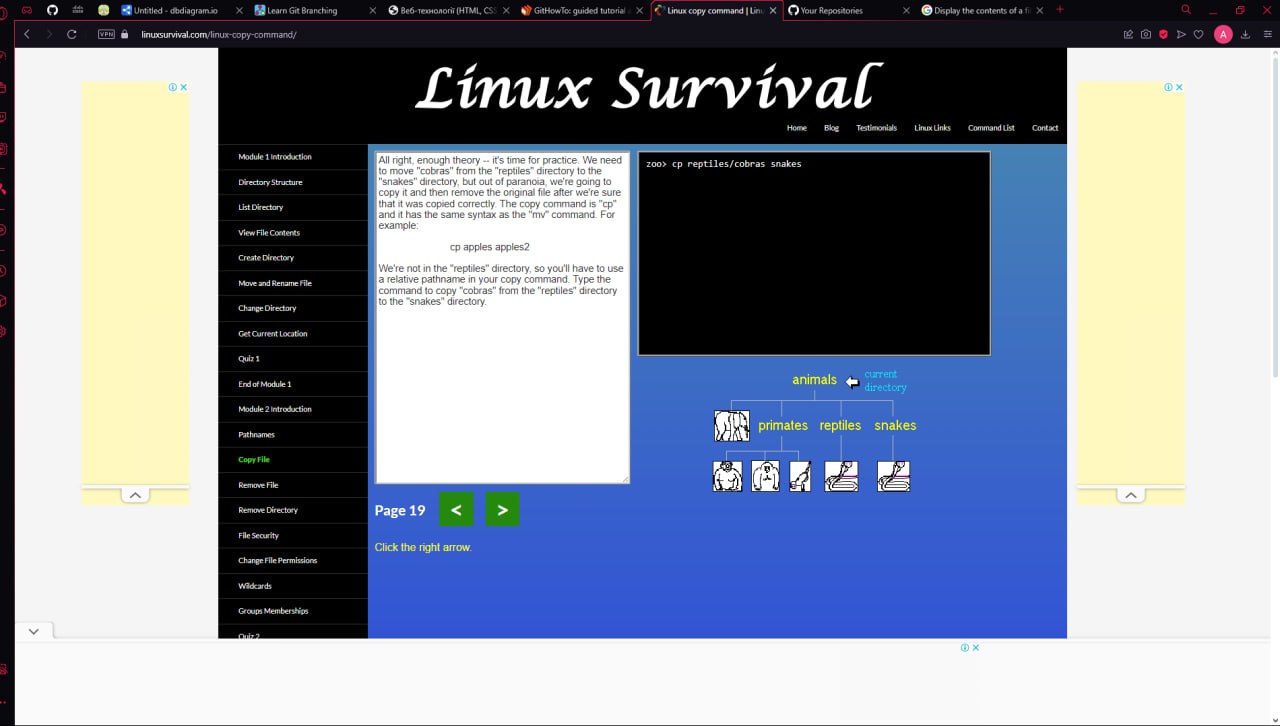 Untitled - dbdiagram.io
Learn Git Branching
Веб-технології (HTML, CSS
GitHowTo: guided tutorial
Linux copy command | Linu
Your Repositories
Display the contents of a fi
VPN
linuxsurvival.com/linux-copy-command/
A
Linux Survival
Home Blog Testimonials Linux Links Command List Contact
Module 1 Introduction
Directory Structure
List Directory
View File Contents
Create Directory
Move and Rename File
Change Directory
Get Current Location
Quiz 1
End of Module 1
Module 2 Introduction
Pathnames
Copy File
Remove File
Remove Directory
File Security
Change File Permissions
Wildcards
Groups Memberships
Quiz 2
All right, enough theory -- it's time for practice. We need
to move "cobras" from the "reptiles" directory to the
"snakes" directory, but out of paranoia, we're going to
copy it and then remove the original file after we're sure
that it was copied correctly. The copy command is "cp"
and it has the same syntax as the "mv" command. For
example:
cp apples apples2
We're not in the "reptiles" directory, so you'll have to use
a relative pathname in your copy command. Type the
command to copy "cobras" from the "reptiles" directory
to the "snakes" directory.
Page 19 < >
Click the right arrow.
zoo> cp reptiles/cobras snakes
animals
current
directory
primates reptiles snakes